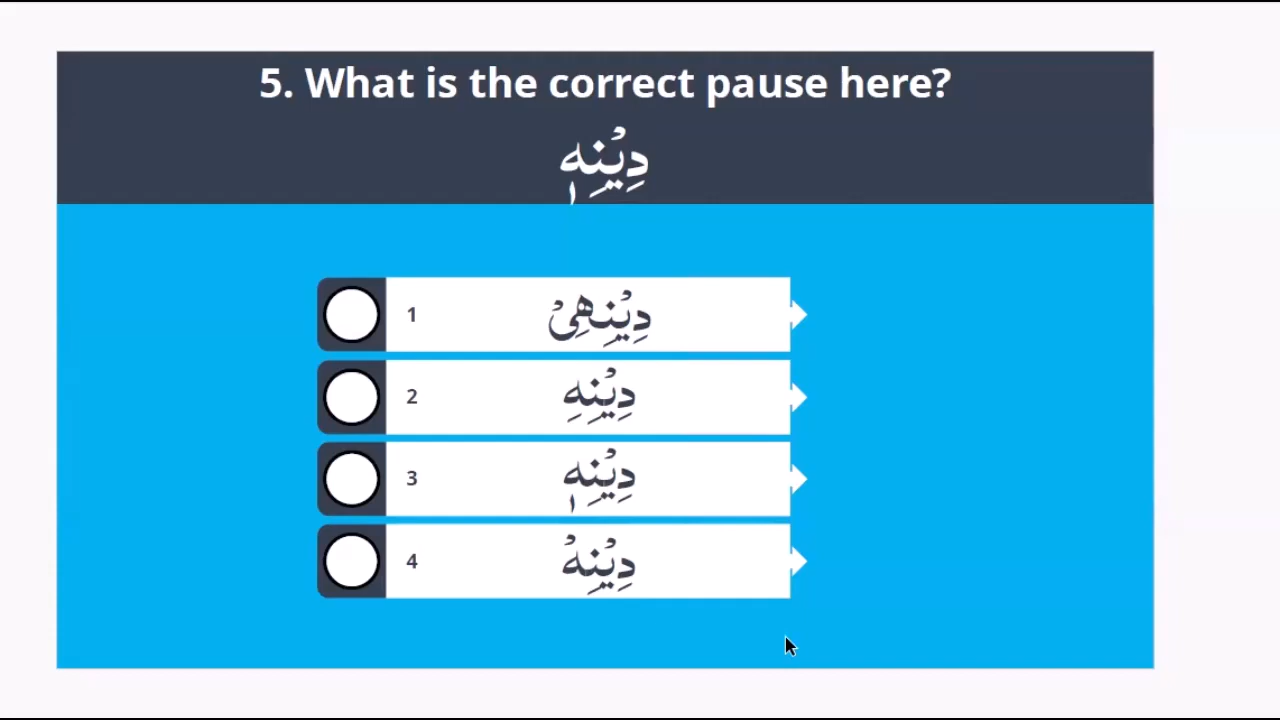 5. What is the correct pause here?
دِيْنِهٖ
1 دِيْنِهِيْ
2 دِيْنِهِ
3 دِيْنِهٖ
4 دِيْنِهْ